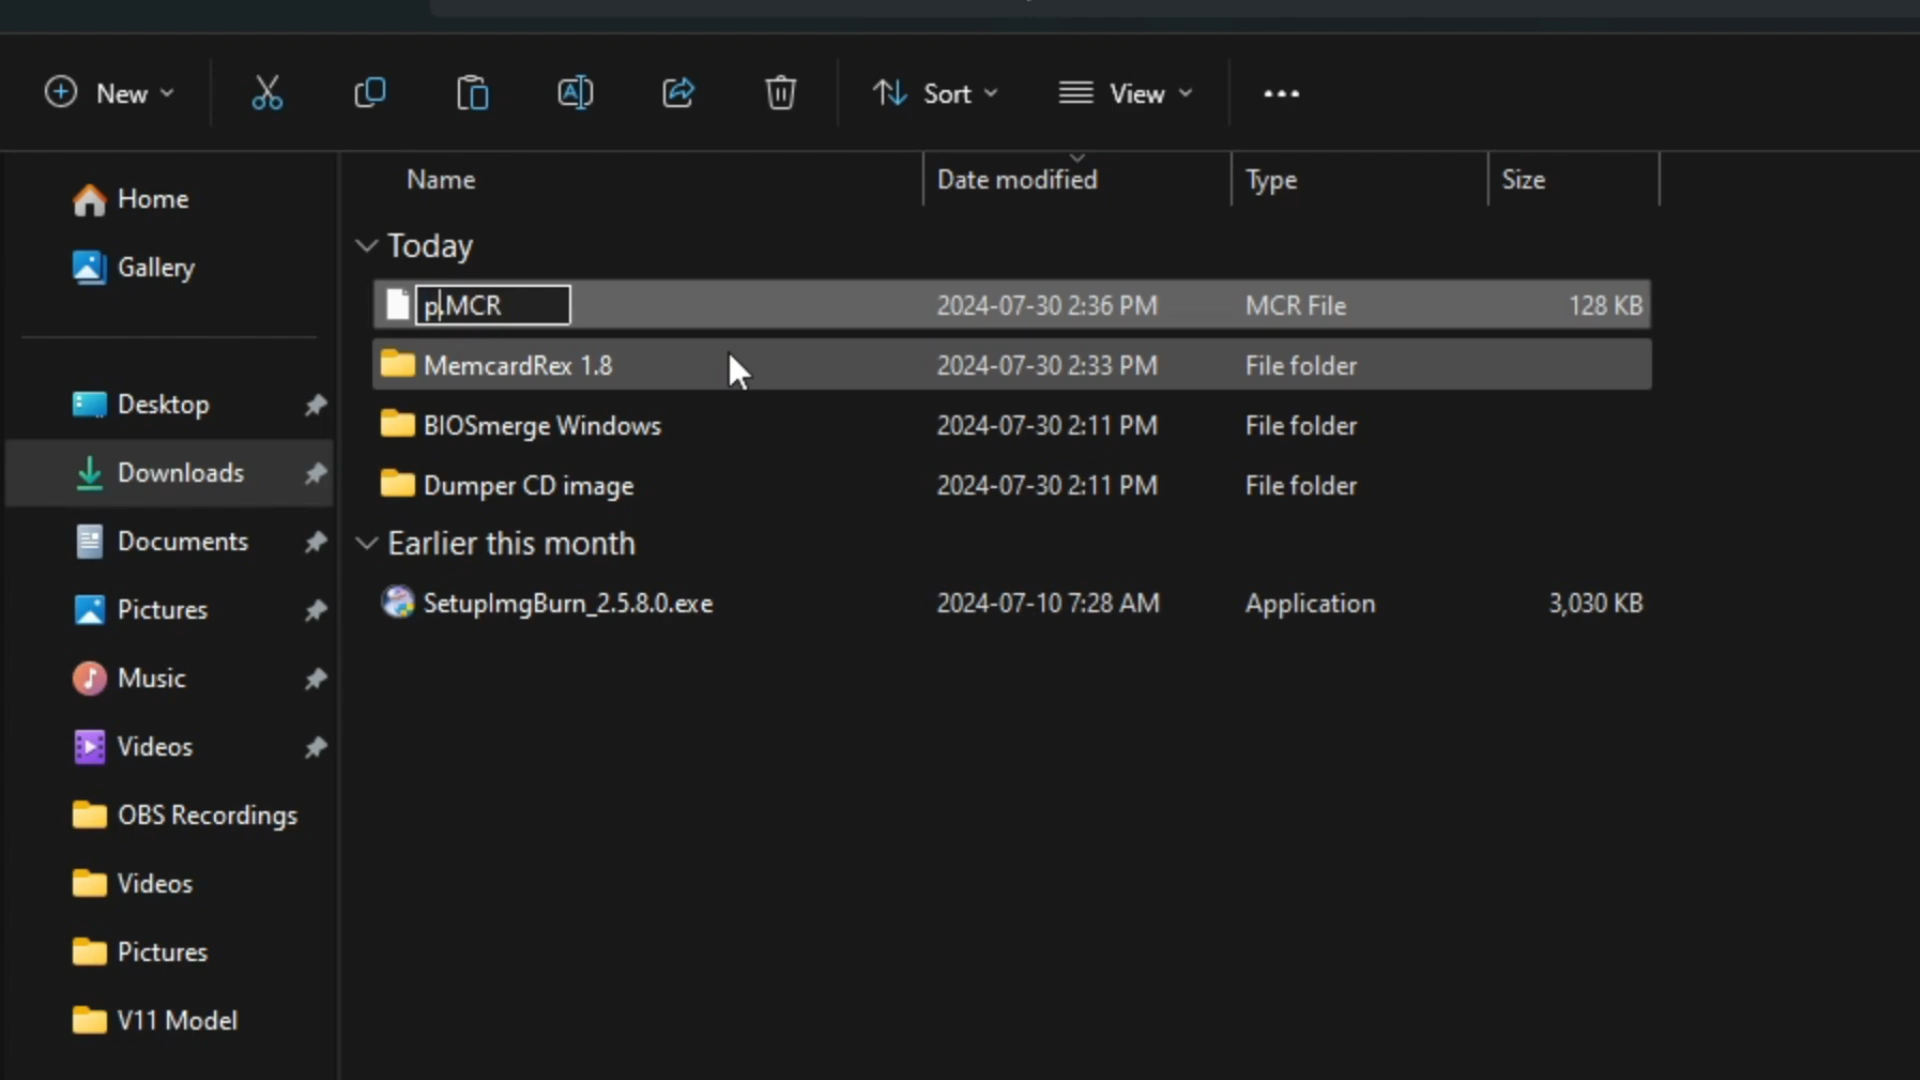 New Sort View
Name Date modified Type Size
Home
Gallery
Desktop
Downloads
Documents
Pictures
Music
Videos
OBS Recordings
Videos
Pictures
V11 Model
Today
p.MCR 2024-07-30 2:36 PM MCR File 128 KB
MemcardRex 1.8 2024-07-30 2:33 PM File folder
BIOSmerge Windows 2024-07-30 2:11 PM File folder
Dumper CD image 2024-07-30 2:11 PM File folder
Earlier this month
SetupImgBurn_2.5.8.0.exe 2024-07-10 7:28 AM Application 3,030 KB